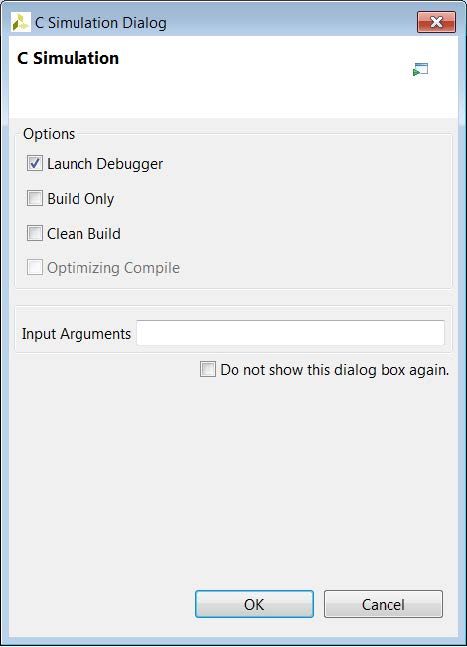 C Simulation Dialog
C Simulation
Options
Launch Debugger
Build Only
Clean Build
Optimizing Compile
Input Arguments
Do not show this dialog box again.
OK Cancel